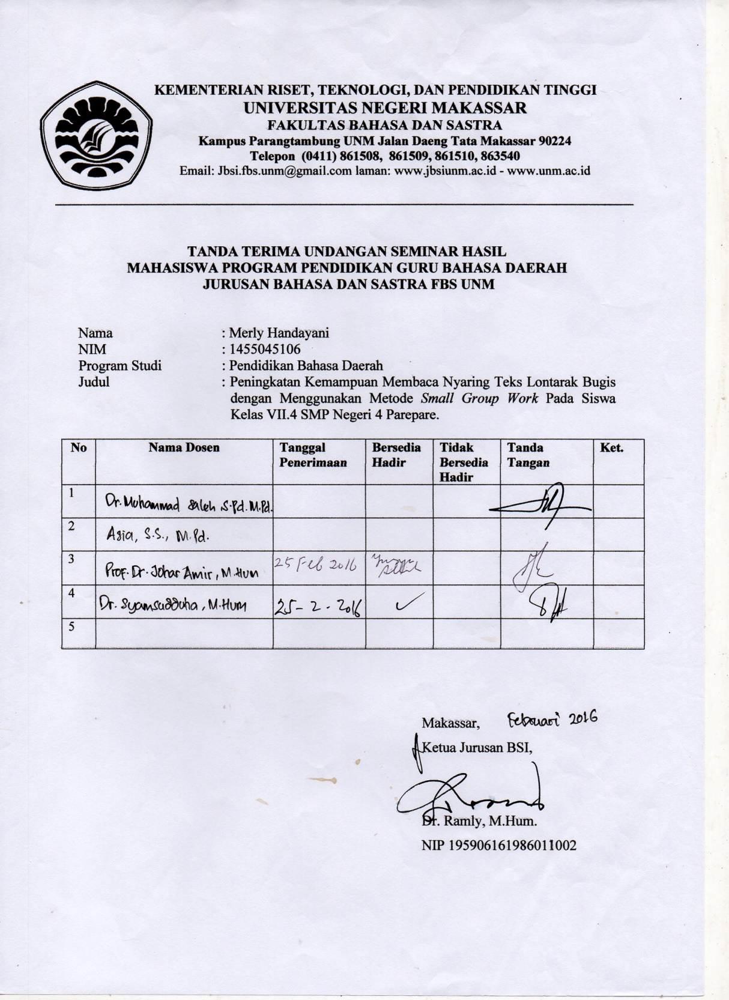 KEMENTERIAN RISET, TEKNOLOGI, DAN PENDIDIKAN TINGGI
UNIVERSITAS NEGERI MAKASSAR
FAKULTAS BAHASA DAN SASTRA
Kampus Parangtambung UNM Jalan Daeng Tata Makassar 90224
Telepon (0411) 861508, 861509, 861510, 863540
Email: Jbsi.fbs.unm@gmail.com laman: www.jbsiunm.ac.id - www.unm.ac.id
TANDA TERIMA UNDANGAN SEMINAR HASIL
MAHASISWA PROGRAM PENDIDIKAN GURU BAHASA DAERAH
JURUSAN BAHASA DAN SASTRA FBS UNM
Nama : Merly Handayani
NIM : 1455045106
Program Studi : Pendidikan Bahasa Daerah
Judul : Peningkatan Kemampuan Membaca Nyaring Teks Lontarak Bugis
dengan Menggunakan Metode Small Group Work Pada Siswa
Kelas VII.4 SMP Negeri 4 Parepare.
No Nama Dosen Tanggal Penerimaan Bersedia Hadir Tidak Bersedia Hadir Tanda Tangan Ket.
1 Dr. Muhammad Saleh S.Pd. M.Pd.
2 Asia, S.S., M.Pd.
3 Prof. Dr. Johar Amir, M.Hum 25 Feb 2016
4 Dr. Syamsudduha, M.Hum 25-2-2016 ✓
5
Makassar, Februari 2016
Ketua Jurusan BSI,
Dr. Ramly, M.Hum.
NIP 195906161986011002